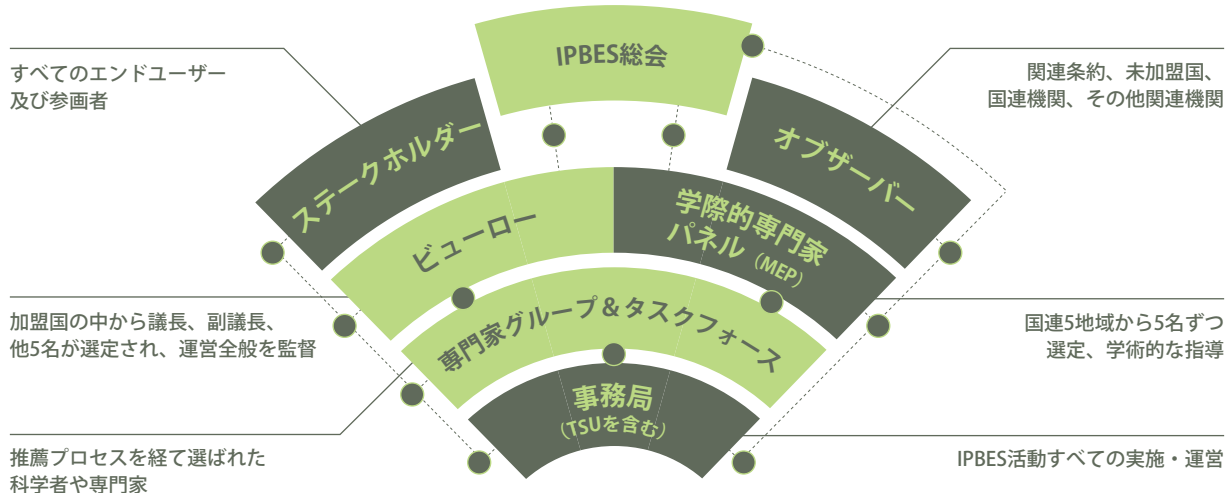 IPBES総会
すべてのエンドユーザー
及び参画者
関連条約、未加盟国、
国連機関、その他関連機関
ステークホルダー
オブザーバー
ビューロー
学際的専門家
パネル（MEP）
加盟国の中から議長、副議長、
他5名が選定され、運営全般を監督
国連5地域から5名ずつ
選定、学術的な指導
専門家グループ＆タスクフォース
事務局
（TSUを含む）
推薦プロセスを経て選ばれた
科学者や専門家
IPBES活動すべての実施・運営